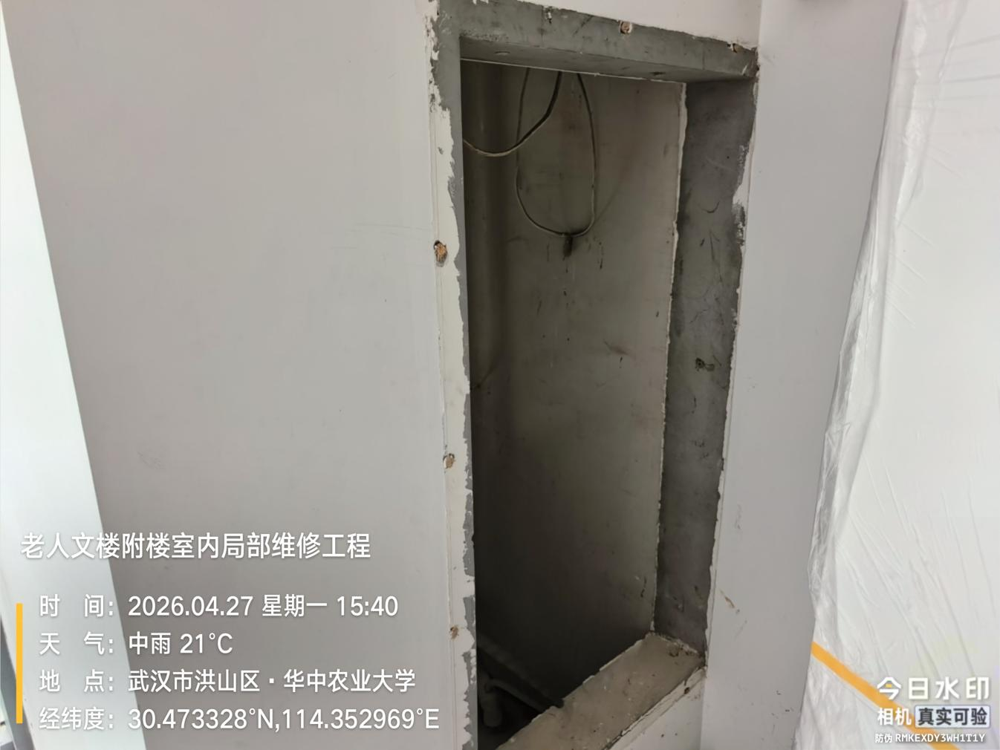 老人文楼附楼室内局部维修工程
时 间：2026.04.27 星期一 15:40
天 气：中雨 21℃
地 点：武汉市洪山区·华中农业大学
经纬度：30.473328°N,114.352969°E
今日水印
相机 真实可验
防伪 RMKEXDY3WH1T1Y